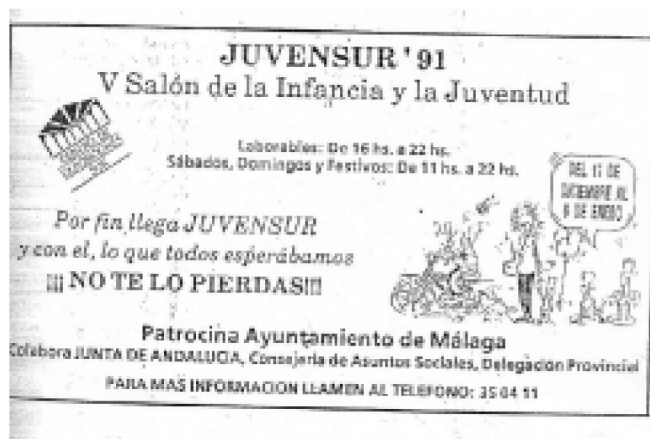 JUVENSUR '91
V Salón de la Infancia y la Juventud
Laborables: De 16 hs. a 22 hs.
Sábados, Domingos y Festivos: De 11 hs. a 22 hs.
DEL
DE
DICIEMBRE AL
DE ENERO
Por fin llega JUVENSUR
y con el, lo que todos esperábamos
¡¡¡ NO TE LO PIERDAS!!!
Patrocina Ayuntamiento de Málaga
Colabora JUNTA DE ANDALUCIA, Consejería de Asuntos Sociales, Delegación Provincial
PARA MAS INFORMACION LLAMEN AL TELEFONO: 35 04 11